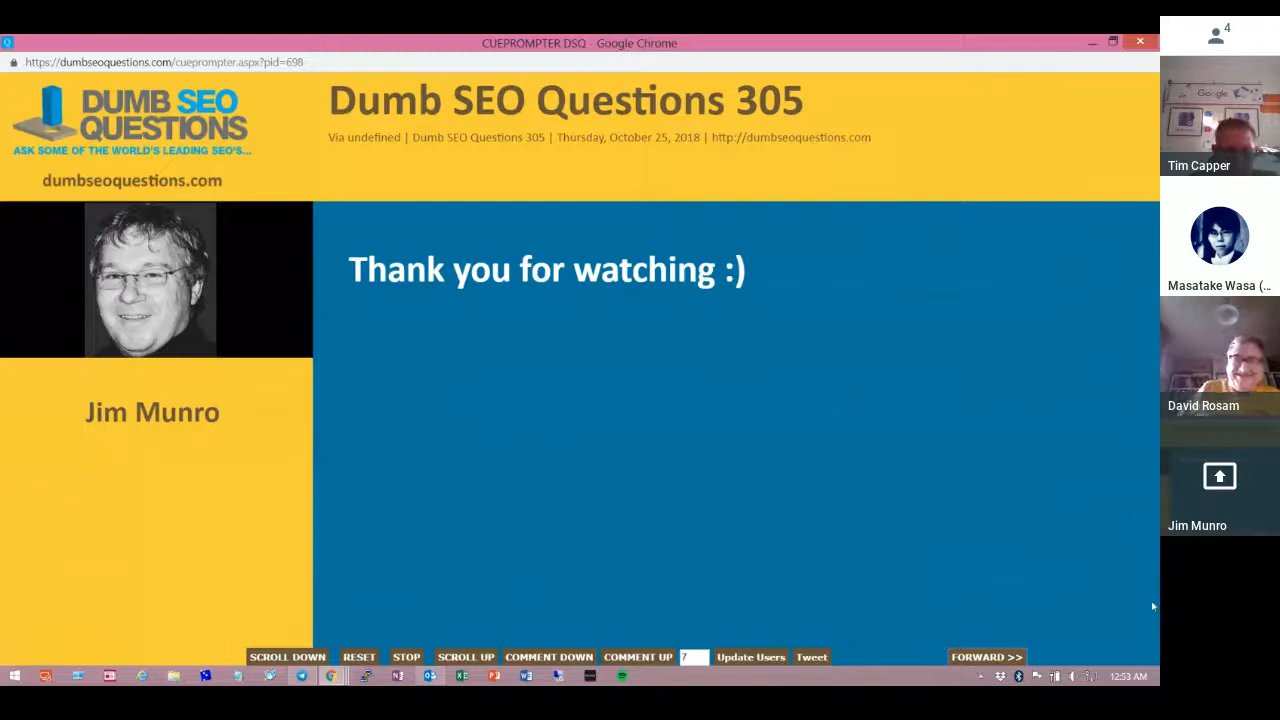 CUEPROMPTER DSQ - Google Chrome
https://dumbseoquestions.com/cueprompter.aspx?pid=698
DUMB SEO
QUESTIONS
ASK SOME OF THE WORLD'S LEADING SEO'S...
dumbseoquestions.com
Dumb SEO Questions 305
Via undefined | Dumb SEO Questions 305 | Thursday, October 25, 2018 | http://dumbseoquestions.com
Jim Munro
Thank you for watching :)
SCROLL DOWN RESET STOP SCROLL UP COMMENT DOWN COMMENT UP 7 Update Users Tweet FORWARD >>
12:53 AM
4
Google
Tim Capper
Masatake Wasa (...
David Rosam
Jim Munro